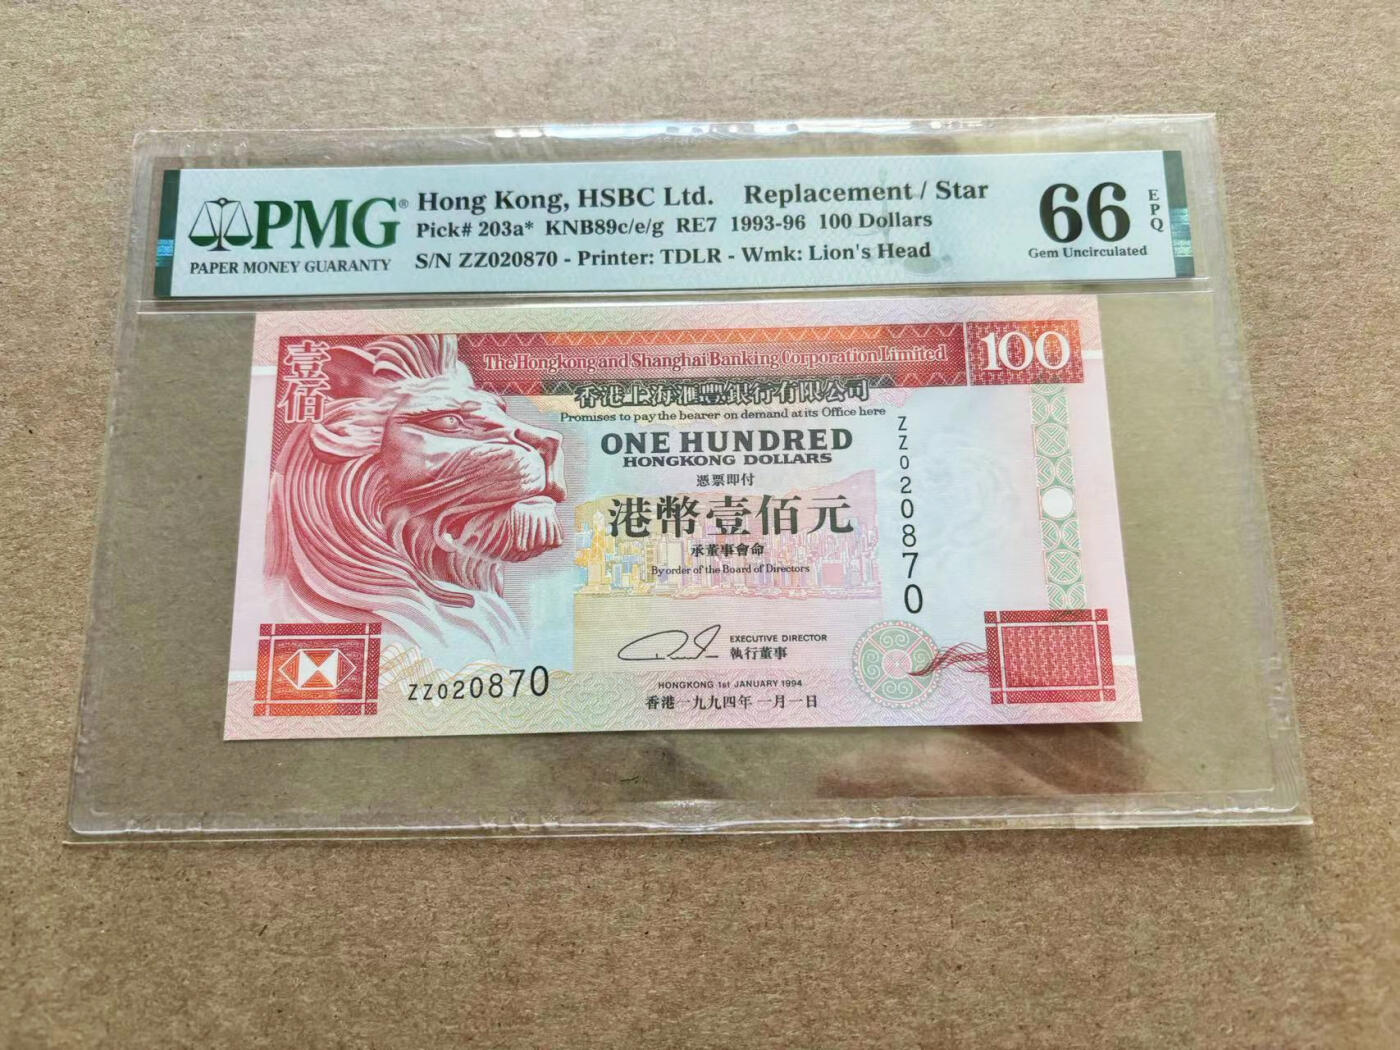 PMG®
PAPER MONEY GUARANTY
Hong Kong, HSBC Ltd. Replacement / Star
Pick# 203a* KNB89c/e/g RE7 1993-96 100 Dollars
S/N ZZ020870 - Printer: TDLR - Wmk: Lion's Head
66
EPQ
Gem Uncirculated
壹佰
The Hongkong and Shanghai Banking Corporation Limited
100
香港上海滙豐銀行有限公司
Promises to pay the bearer on demand at its Office here
ONE HUNDRED
HONGKONG DOLLARS
憑票即付
港幣壹佰元
承董事會命
By order of the Board of Directors
ZZ020870
EXECUTIVE DIRECTOR
執行董事
ZZ020870
HONGKONG 1st JANUARY 1994
香港一九九四年一月一日